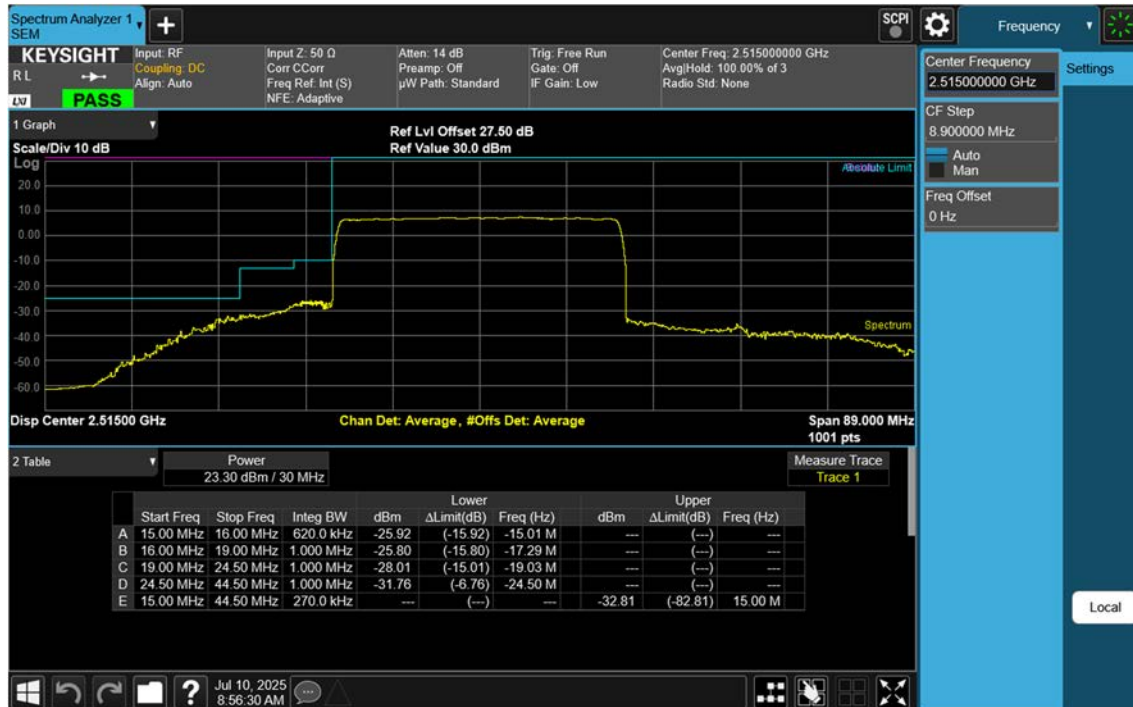 Spectrum Analyzer 1
SEM
SCPI
Frequency
KEYSIGHT
R L
LXI
PASS
Input: RF
Coupling: DC
Align: Auto
Input Z: 50 Ω
Corr CCorr
Freq Ref: Int (S)
NFE: Adaptive
Atten: 14 dB
Preamp: Off
µW Path: Standard
Trig: Free Run
Gate: Off
IF Gain: Low
Center Freq: 2.515000000 GHz
Avg|Hold: 100.00% of 3
Radio Std: None
Center Frequency
2.515000000 GHz
Settings
CF Step
8.900000 MHz
Auto
Man
Freq Offset
0 Hz
Local
1 Graph
Scale/Div 10 dB
Ref Lvl Offset 27.50 dB
Ref Value 30.0 dBm
Log
Absolute Limit
20.0
10.0
0.00
-10.0
-20.0
-30.0
-40.0
-50.0
-60.0
Spectrum
Disp Center 2.51500 GHz
Chan Det: Average, #Offs Det: Average
Span 89.000 MHz
1001 pts
2 Table
Power
23.30 dBm / 30 MHz
Measure Trace
Trace 1
Lower Upper
Start Freq Stop Freq Integ BW dBm ΔLimit(dB) Freq (Hz) dBm ΔLimit(dB) Freq (Hz)
A 15.00 MHz 16.00 MHz 620.0 kHz -25.92 (-15.92) -15.01 M --- (---) ---
B 16.00 MHz 19.00 MHz 1.000 MHz -25.80 (-15.80) -17.29 M --- (---) ---
C 19.00 MHz 24.50 MHz 1.000 MHz -28.01 (-15.01) -19.03 M --- (---) ---
D 24.50 MHz 44.50 MHz 1.000 MHz -31.76 (-6.76) -24.50 M --- (---) ---
E 15.00 MHz 44.50 MHz 270.0 kHz --- (---) --- -32.81 (-82.81) 15.00 M
?
Jul 10, 2025
8:56:30 AM